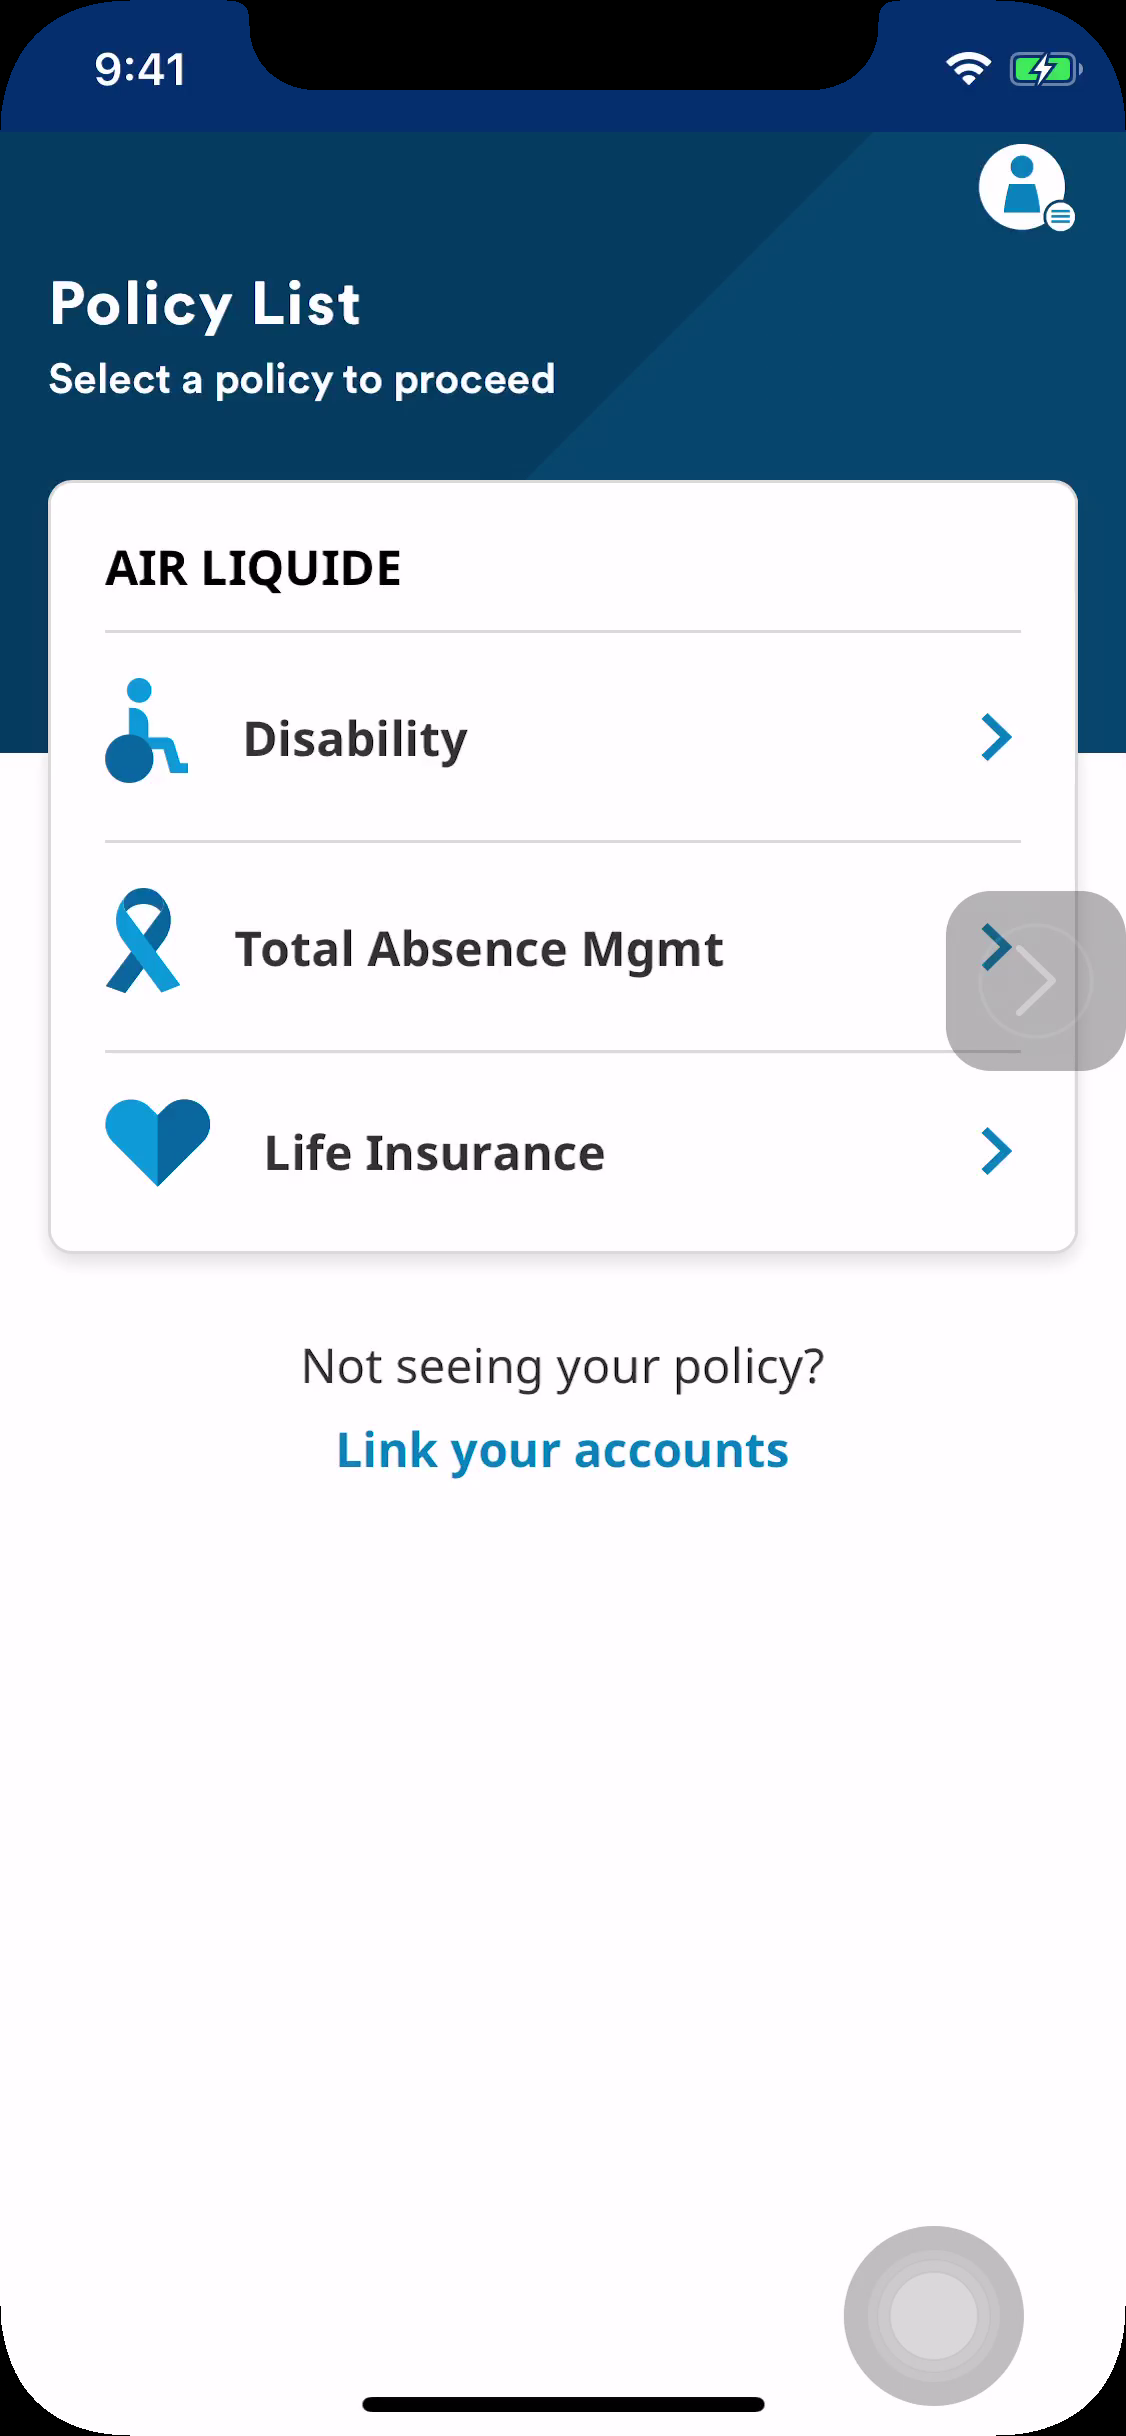 9:41
Policy List
Select a policy to proceed
AIR LIQUIDE
Disability
Total Absence Mgmt
Life Insurance
Not seeing your policy?
Link your accounts